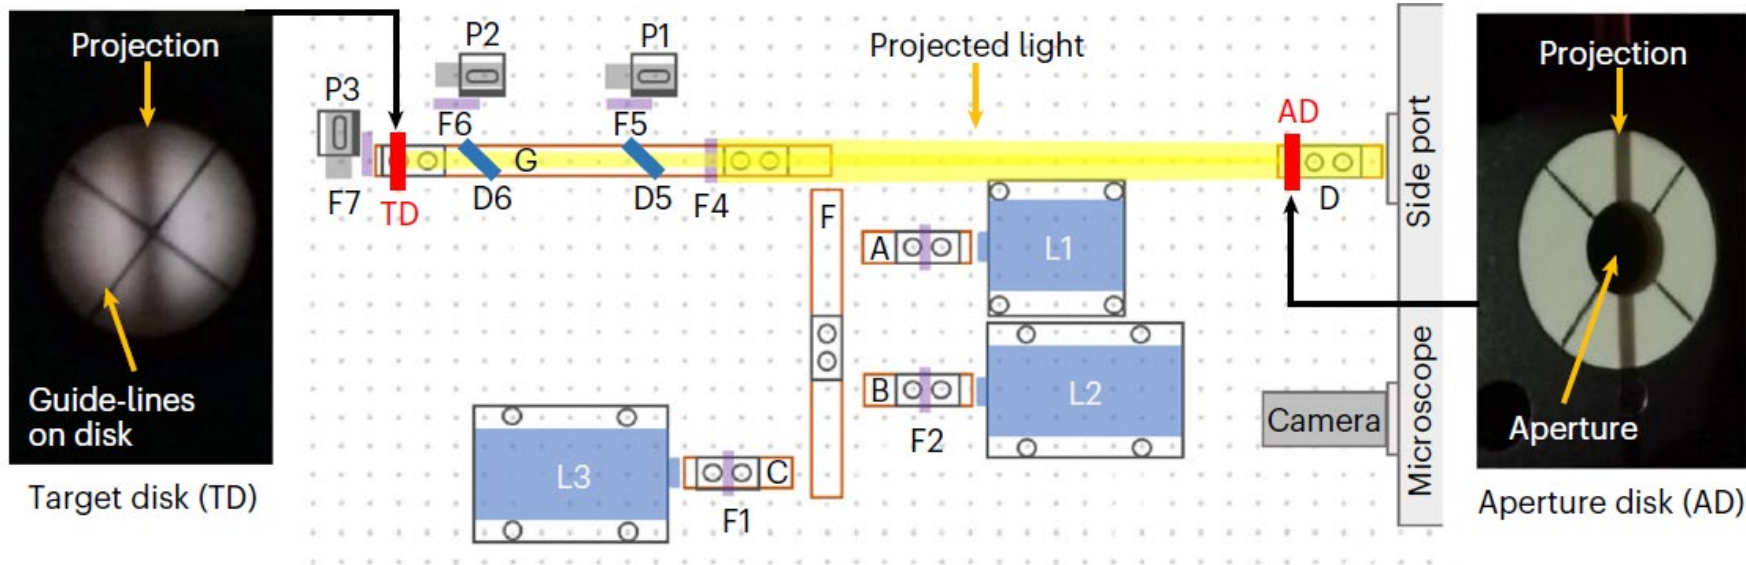 Projection
Guide-lines
on disk
Target disk (TD)
P3
P2
P1
F7
TD
F6
D6
G
F5
D5
F4
Projected light
AD
D
Side port
F
A
L1
B
F2
L2
L3
C
F1
Camera
Microscope
Projection
Aperture
Aperture disk (AD)